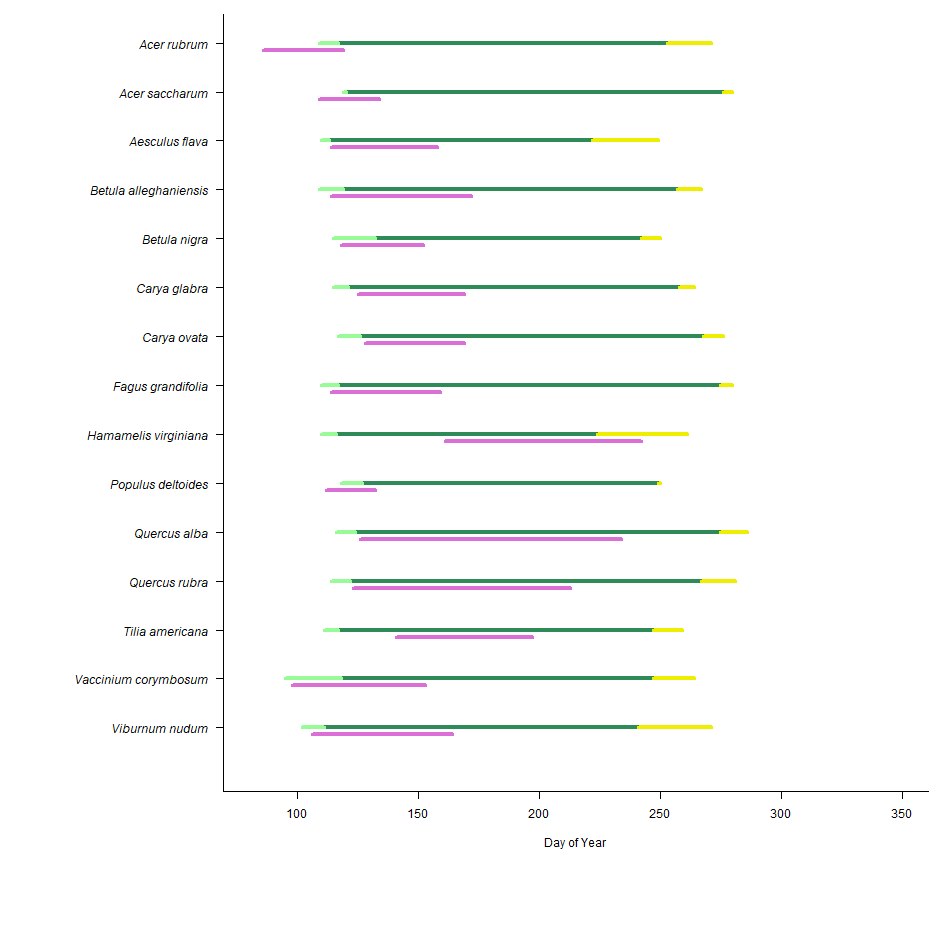 Acer rubrum
Acer saccharum
Aesculus flava
Betula alleghaniensis
Betula nigra
Carya glabra
Carya ovata
Fagus grandifolia
Hamamelis virginiana
Populus deltoides
Quercus alba
Quercus rubra
Tilia americana
Vaccinium corymbosum
Viburnum nudum
100 150 200 250 300 350
Day of Year